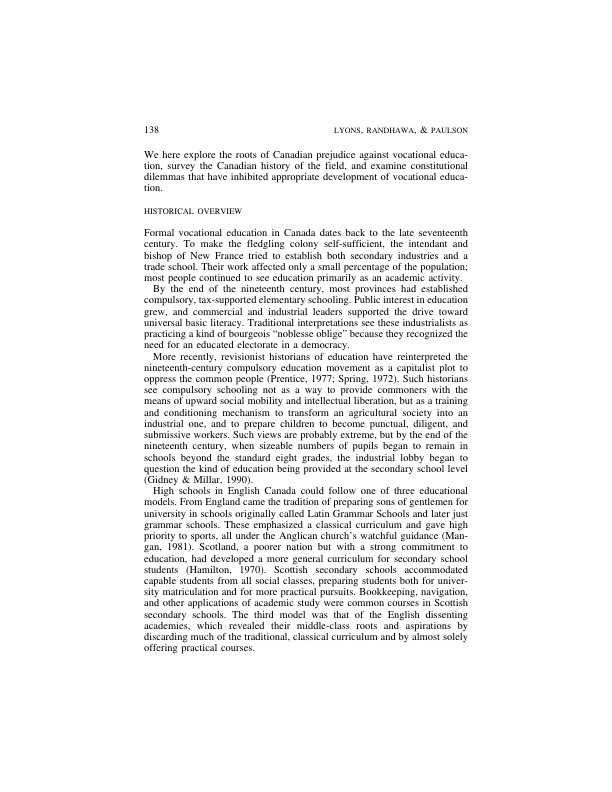 138
LYONS, RANDHAWA, & PAULSON
We here explore the roots of Canadian prejudice against vocational educa-
tion, survey the Canadian history of the field, and examine constitutional
dilemmas that have inhibited appropriate development of vocational educa-
tion.
HISTORICAL OVERVIEW
Formal vocational education in Canada dates back to the late seventeenth
century. To make the fledgling colony self-sufficient, the intendant and
bishop of New France tried to establish both secondary industries and a
trade school. Their work affected only a small percentage of the population;
most people continued to see education primarily as an academic activity.
By the end of the nineteenth century, most provinces had established
compulsory, tax-supported elementary schooling. Public interest in education
grew, and commercial and industrial leaders supported the drive toward
universal basic literacy. Traditional interpretations see these industrialists as
practicing a kind of bourgeois “noblesse oblige” because they recognized the
need for an educated electorate in a democracy.
More recently, revisionist historians of education have reinterpreted the
nineteenth-century compulsory education movement as a capitalist plot to
oppress the common people (Prentice, 1977; Spring, 1972). Such historians
see compulsory schooling not as a way to provide commoners with the
means of upward social mobility and intellectual liberation, but as a training
and conditioning mechanism to transform an agricultural society into an
industrial one, and to prepare children to become punctual, diligent, and
submissive workers. Such views are probably extreme, but by the end of the
nineteenth century, when sizeable numbers of pupils began to remain in
schools beyond the standard eight grades, the industrial lobby began to
question the kind of education being provided at the secondary school level
(Gidney & Millar, 1990).
High schools in English Canada could follow one of three educational
models. From England came the tradition of preparing sons of gentlemen for
university in schools originally called Latin Grammar Schools and later just
grammar schools. These emphasized a classical curriculum and gave high
priority to sports, all under the Anglican church’s watchful guidance (Man-
gan, 1981). Scotland, a poorer nation but with a strong commitment to
education, had developed a more general curriculum for secondary school
students (Hamilton, 1970). Scottish secondary schools accommodated
capable students from all social classes, preparing students both for univer-
sity matriculation and for more practical pursuits. Bookkeeping, navigation,
and other applications of academic study were common courses in Scottish
secondary schools. The third model was that of the English dissenting
academies, which revealed their middle-class roots and aspirations by
discarding much of the traditional, classical curriculum and by almost solely
offering practical courses.